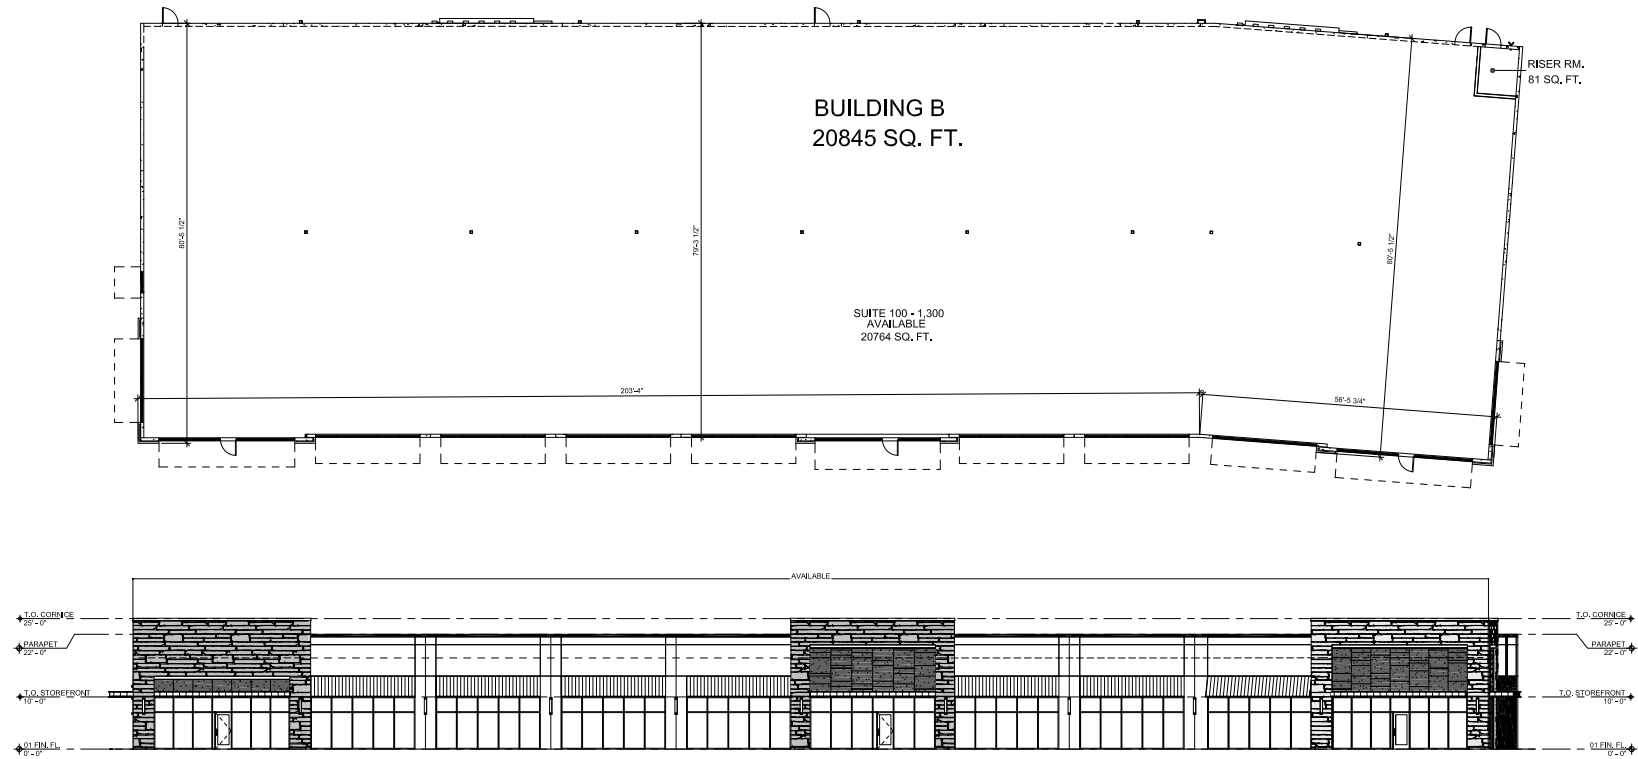 RISER RM.
81 SQ. FT.
BUILDING B
20845 SQ. FT.
80'-5 1/2"
79'-3 1/2"
80'-5 1/2"
SUITE 100 - 1,300
AVAILABLE
20764 SQ. FT.
203'-4"
56'-5 3/4"
AVAILABLE
T.O. CORNICE
25' - 0"
PARAPET
22' - 0"
T.O. STOREFRONT
10' - 0"
01 FIN. FL.
0' - 0"
T.O. CORNICE
25' - 0"
PARAPET
22' - 0"
T.O. STOREFRONT
10' - 0"
01 FIN. FL.
0' - 0"